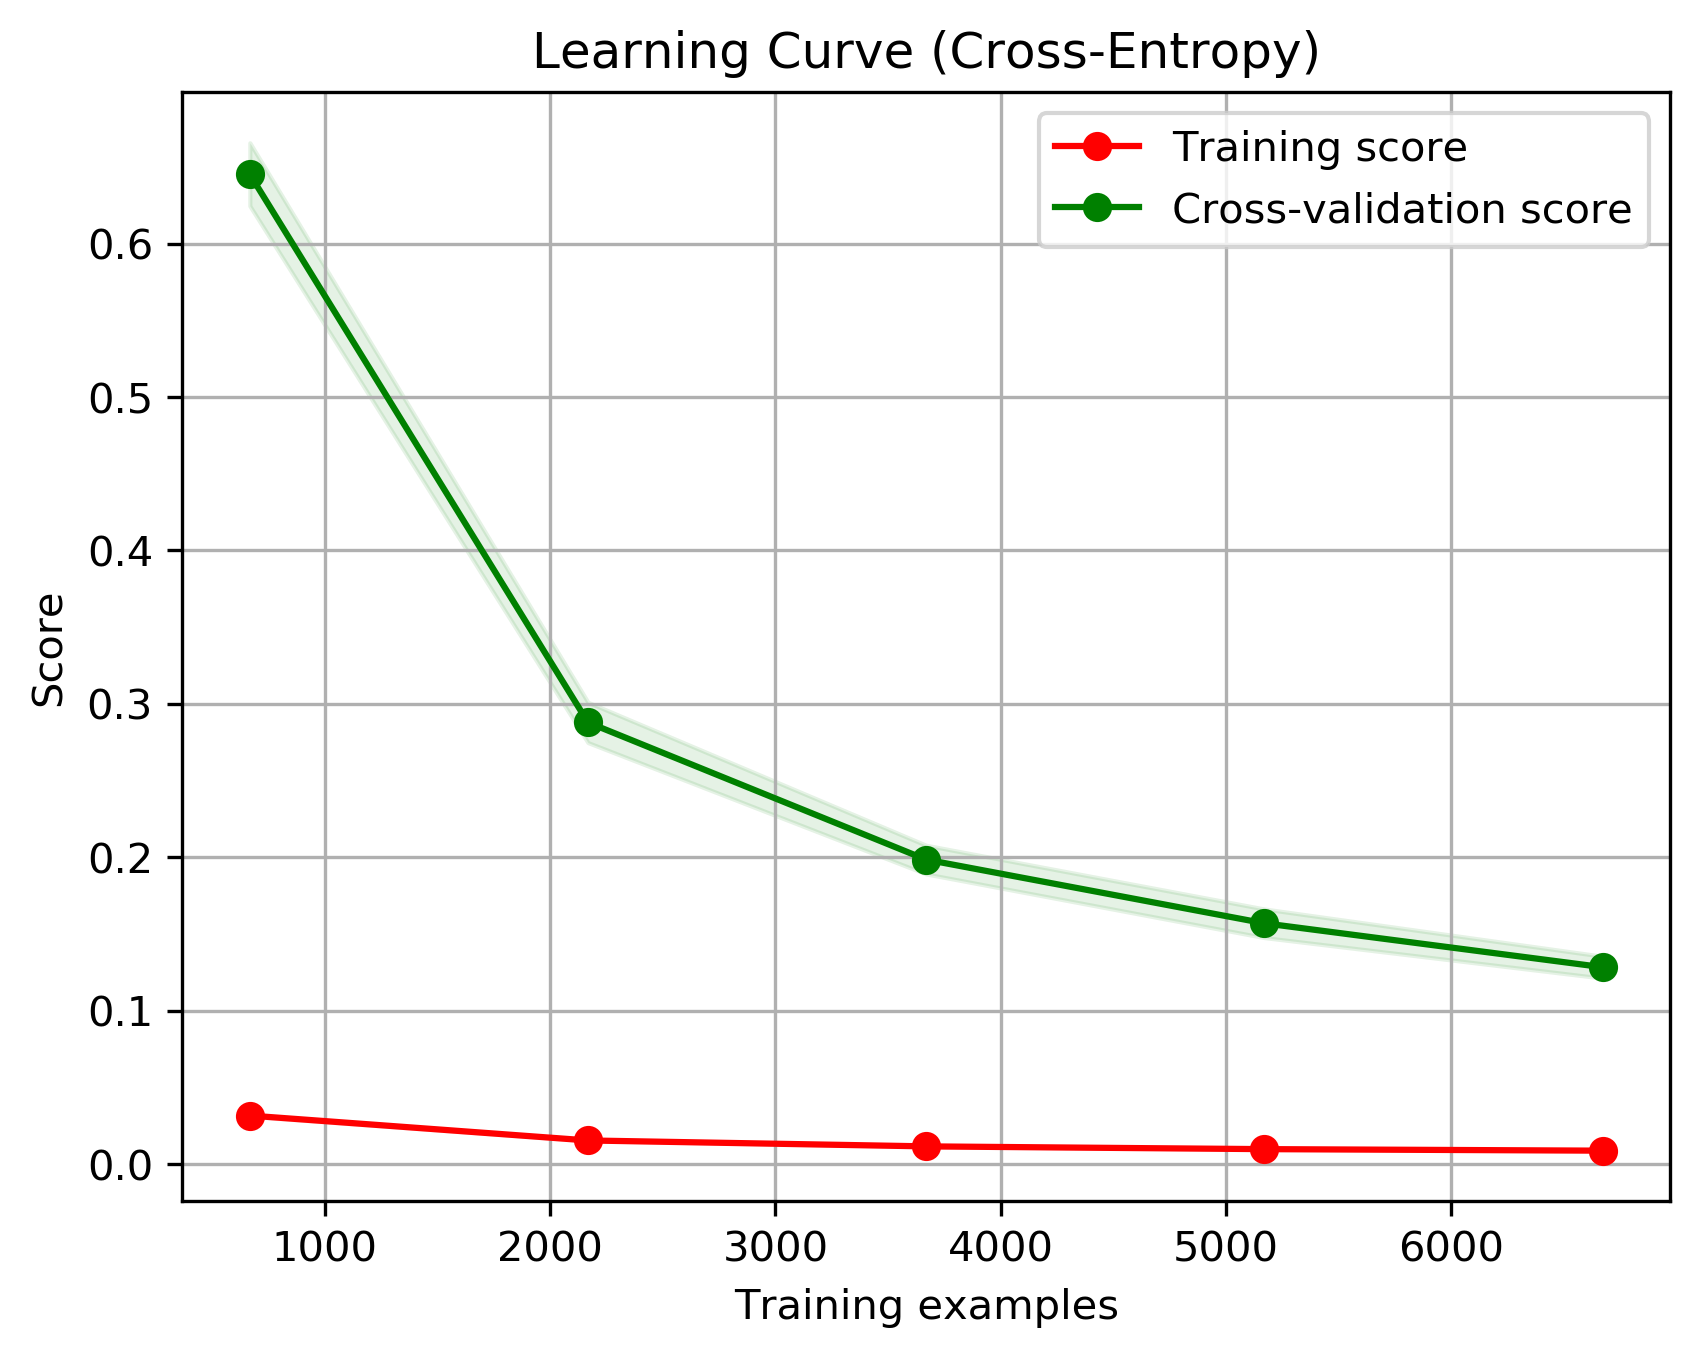 Learning Curve (Cross-Entropy)
Training score
Cross-validation score
Score
0.6
0.5
0.4
0.3
0.2
0.1
0.0
1000 2000 3000 4000 5000 6000
Training examples